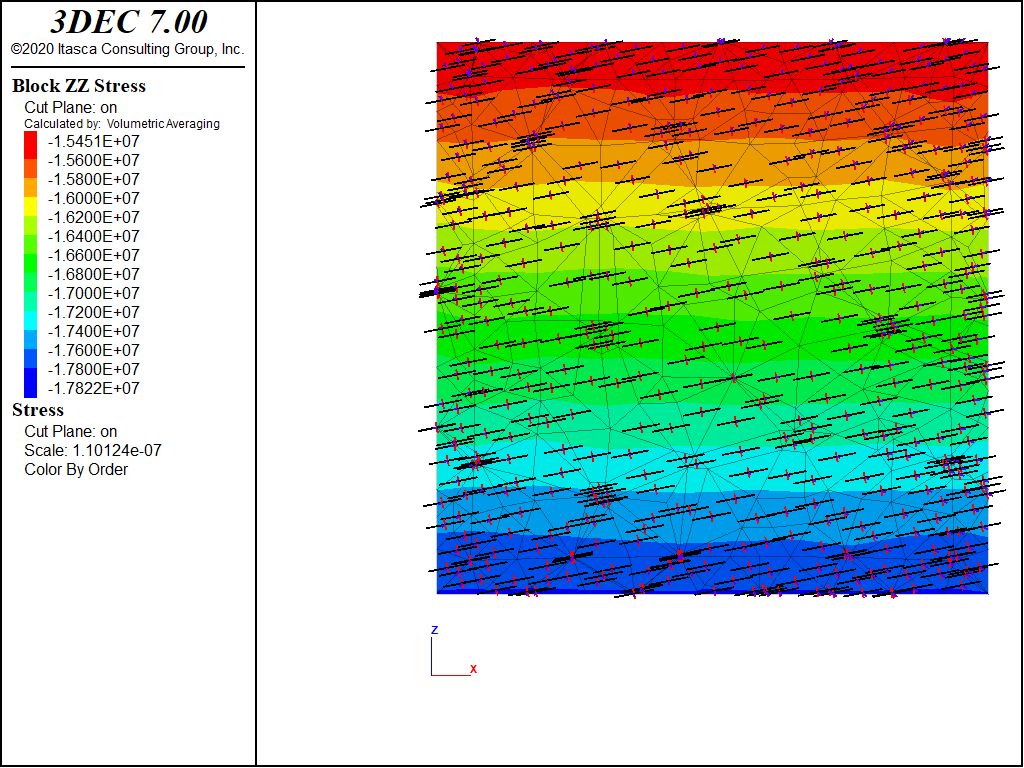 3DEC 7.00
©2020 Itasca Consulting Group, Inc.
Block ZZ Stress
Cut Plane: on
Calculated by: Volumetric Averaging
-1.5451E+07
-1.5600E+07
-1.5800E+07
-1.6000E+07
-1.6200E+07
-1.6400E+07
-1.6600E+07
-1.6800E+07
-1.7000E+07
-1.7200E+07
-1.7400E+07
-1.7600E+07
-1.7800E+07
-1.7822E+07
Stress
Cut Plane: on
Scale: 1.10124e-07
Color By Order
Z
X